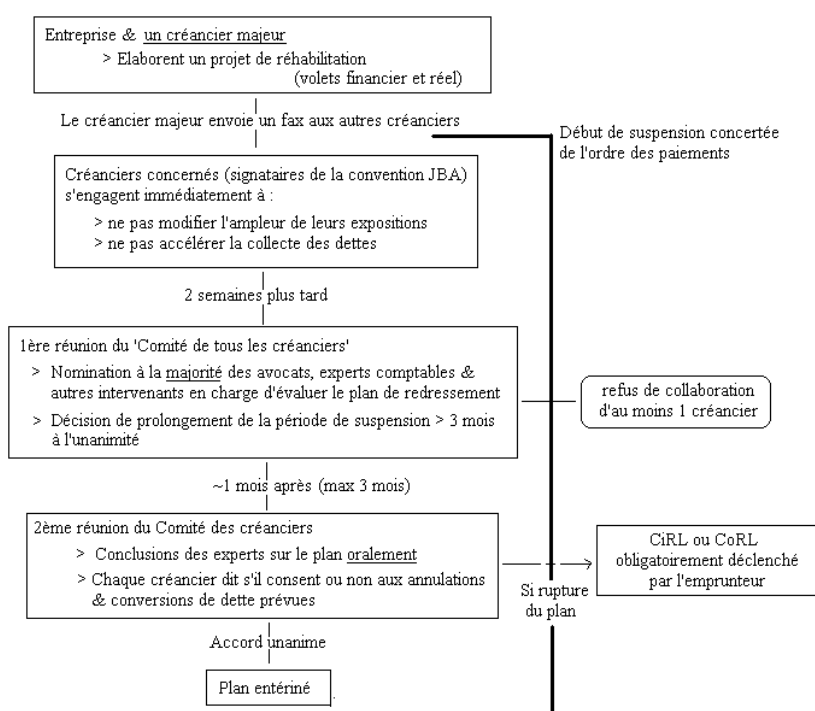 Entreprise & un créancier majeur
> Elaborent un projet de réhabilitation
(volets financier et réel)
Le créancier majeur envoie un fax aux autres créanciers
Début de suspension concertée
de l'ordre des paiements
Créanciers concernés (signataires de la convention JBA)
s'engagent immédiatement à :
> ne pas modifier l'ampleur de leurs expositions
> ne pas accélérer la collecte des dettes
2 semaines plus tard
1ère réunion du 'Comité de tous les créanciers'
> Nomination à la majorité des avocats, experts comptables &
autres intervenants en charge d'évaluer le plan de redressement
> Décision de prolongement de la période de suspension > 3 mois
à l'unanimité
refus de collaboration
d'au moins 1 créancier
~1 mois après (max 3 mois)
2ème réunion du Comité des créanciers
> Conclusions des experts sur le plan oralement
> Chaque créancier dit s'il consent ou non aux annulations
& conversions de dette prévues
CiRL ou CoRL
obligatoirement déclenché
par l'emprunteur
Si rupture
du plan
Accord unanime
Plan entériné